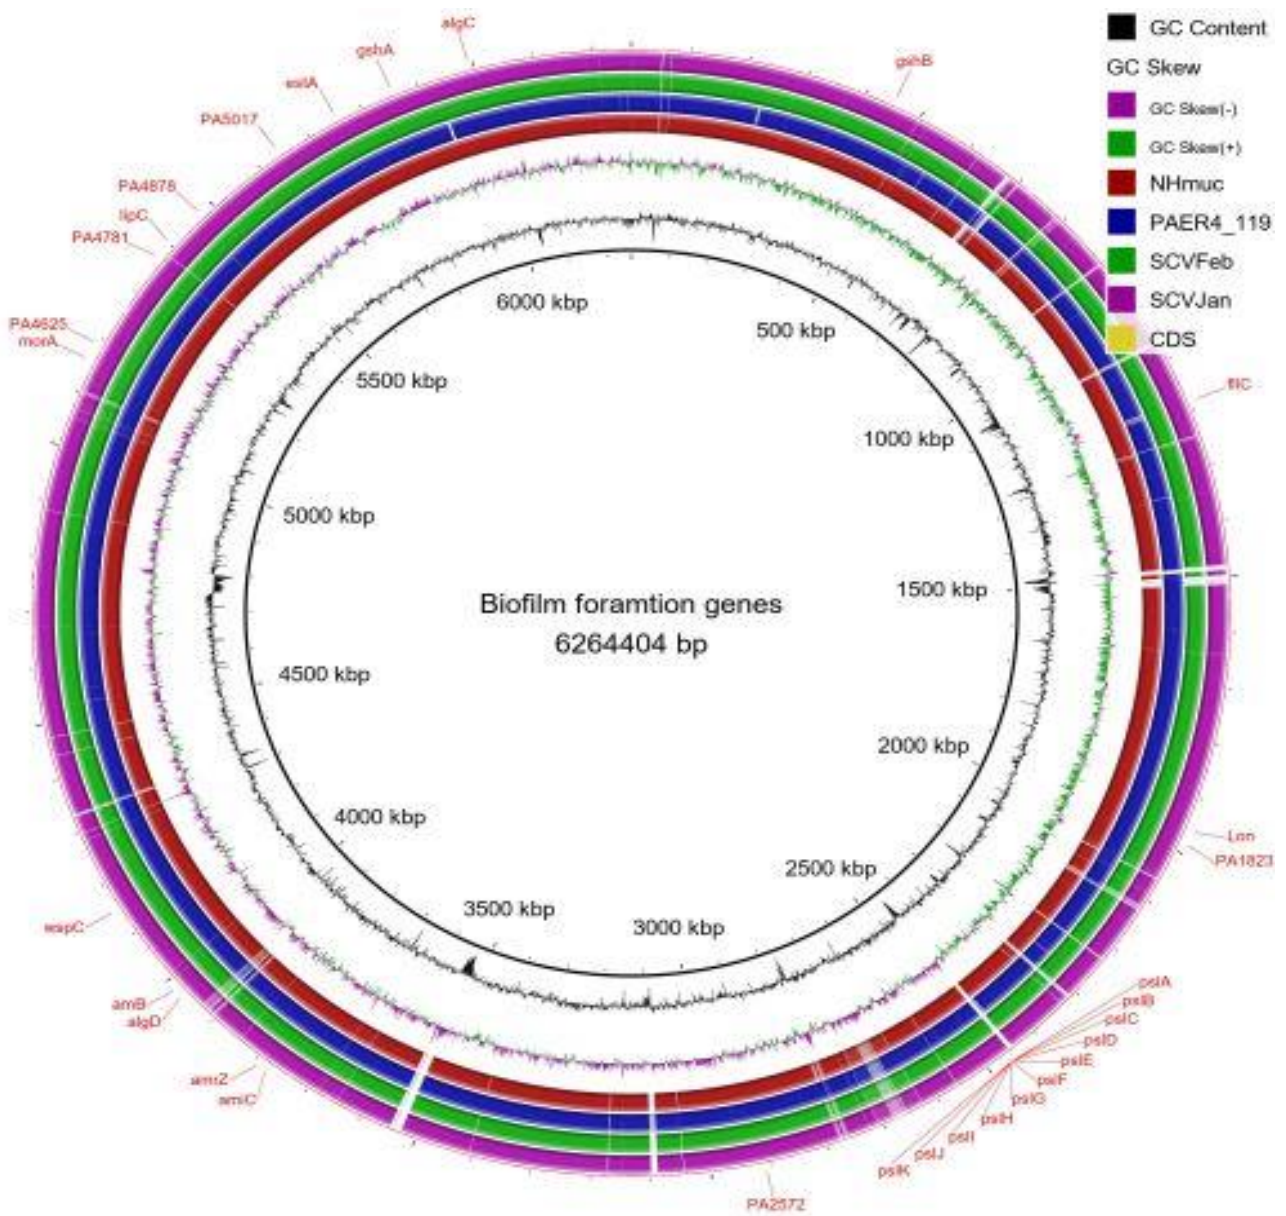 GC Content
GC Skew
GC Skew(-)
GC Skew(+)
NHmuc
PAER4_119
SCVFeb
SCVJan
CDS
algC
gshA
estA
PA5017
PA4878
lipC
PA4781
PA4625
morA
gshB
fliC
Lon
PA1823
pslA
pslB
pslC
pslD
pslE
pslF
pslG
pslH
pslI
pslJ
pslK
PA2572
amiC
amrZ
algD
wspC
6000 kbp
500 kbp
5500 kbp
1000 kbp
5000 kbp
1500 kbp
Biofilm foramtion genes
6264404 bp
4500 kbp
2000 kbp
4000 kbp
2500 kbp
3500 kbp
3000 kbp